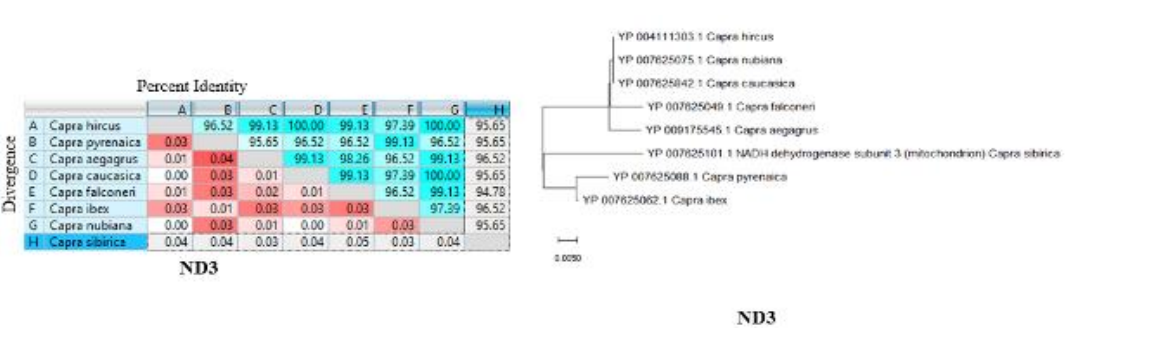 Percent Identity
Divergence
A B C D E F G H
A Capra hircus 96.52 99.13 100.00 99.13 97.39 100.00 95.65
B Capra pyrenaica 0.03 95.65 96.52 96.52 99.13 96.52 95.65
C Capra aegagrus 0.01 0.04 99.13 98.26 96.52 99.13 96.52
D Capra caucasica 0.00 0.03 0.01 99.13 97.39 100.00 95.65
E Capra falconeri 0.01 0.03 0.02 0.01 96.52 99.13 94.78
F Capra ibex 0.03 0.01 0.03 0.03 0.03 97.39 96.52
G Capra nubiana 0.00 0.03 0.01 0.00 0.01 0.03 95.65
H Capra sibirica 0.04 0.04 0.03 0.04 0.05 0.03 0.04
ND3
YP 004111303.1 Capra hircus
YP 007625075.1 Capra nubiana
YP 007625842.1 Capra caucasica
YP 007625049.1 Capra falconeri
YP 009175545.1 Capra aegagrus
YP 007625101.1 NADH dehydrogenase subunit 3 (mitochondrion) Capra sibirica
YP 007625088.1 Capra pyrenaica
YP 007625062.1 Capra ibex
0.0050
ND3